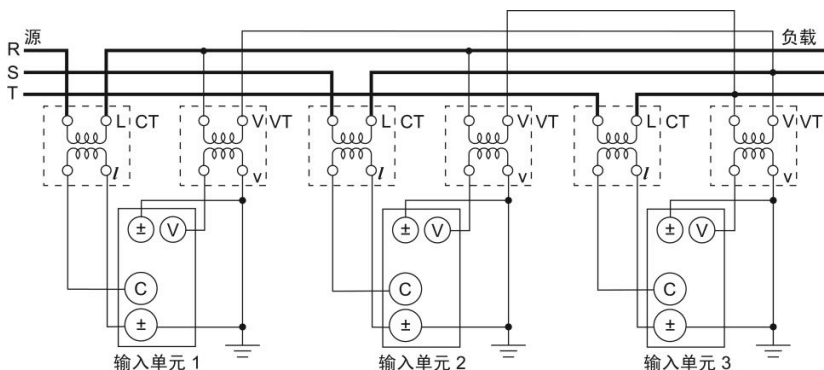 源 负载
R
S
T
L CT V VT L CT V VT L CT V VT
l v l v l v
± V ± V ± V
C C C
± ± ±
输入单元 1 输入单元 2 输入单元 3